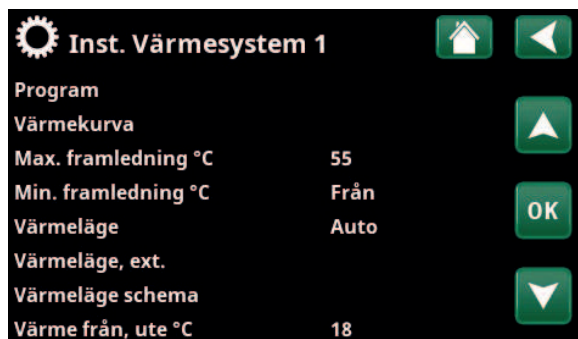 Inst. Värmesystem 1
Program
Värmekurva
Max. framledning °C 55
Min. framledning °C Från
Värmeläge Auto
Värmeläge, ext.
Värmeläge schema
Värme från, ute °C 18
OK